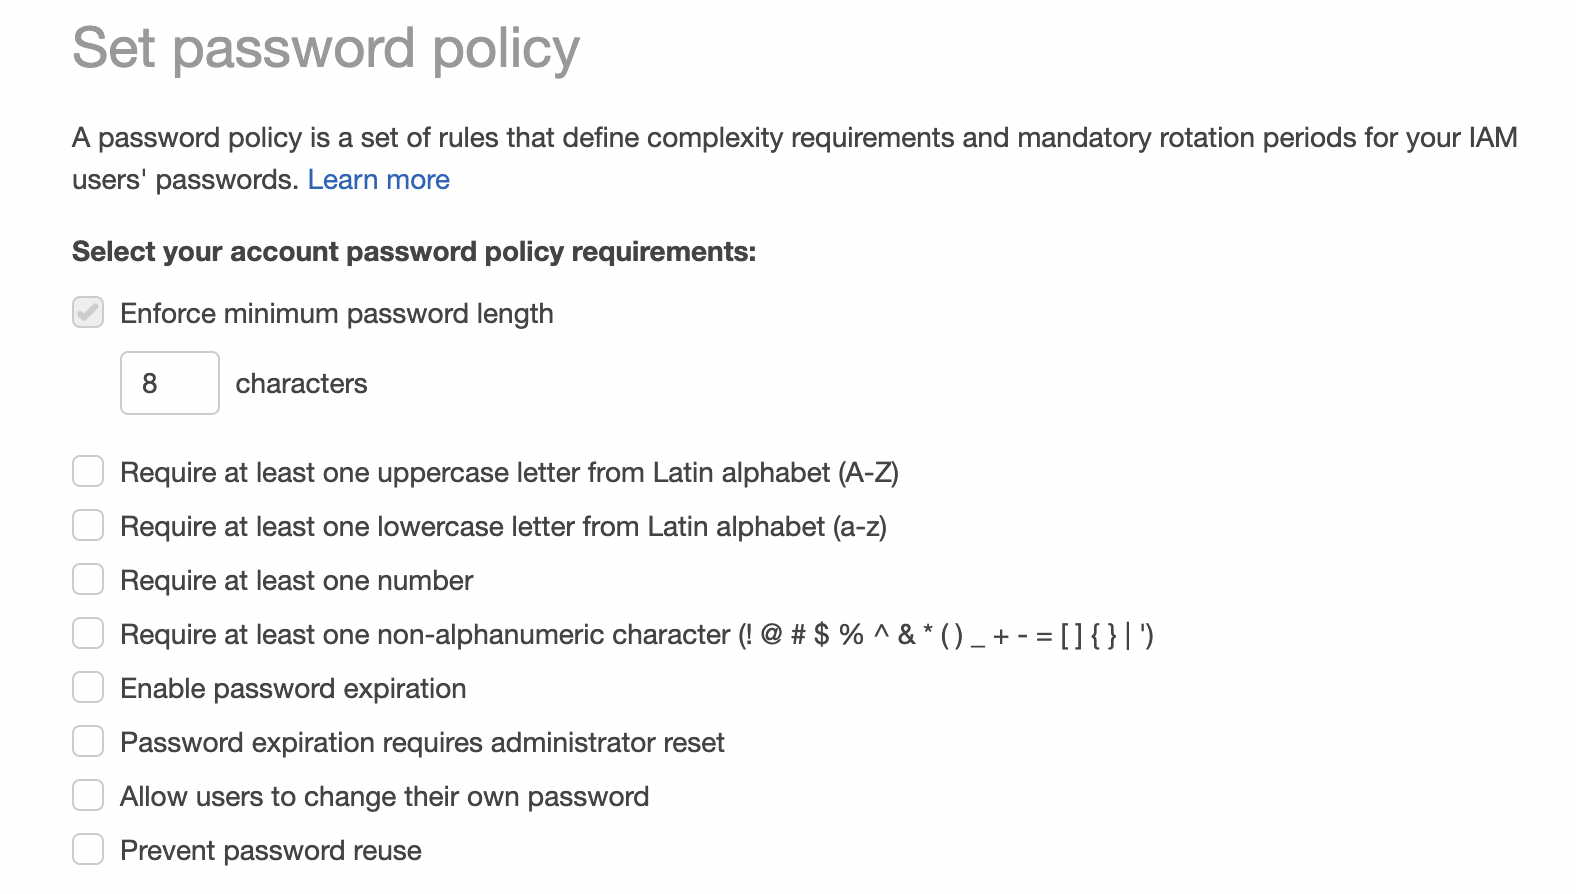 Set password policy
A password policy is a set of rules that define complexity requirements and mandatory rotation periods for your IAM
users' passwords. Learn more
Select your account password policy requirements:
Enforce minimum password length
8 characters
Require at least one uppercase letter from Latin alphabet (A-Z)
Require at least one lowercase letter from Latin alphabet (a-z)
Require at least one number
Require at least one non-alphanumeric character (! @ # $ % ^ & * ( ) _ + - = [ ] { } | ')
Enable password expiration
Password expiration requires administrator reset
Allow users to change their own password
Prevent password reuse